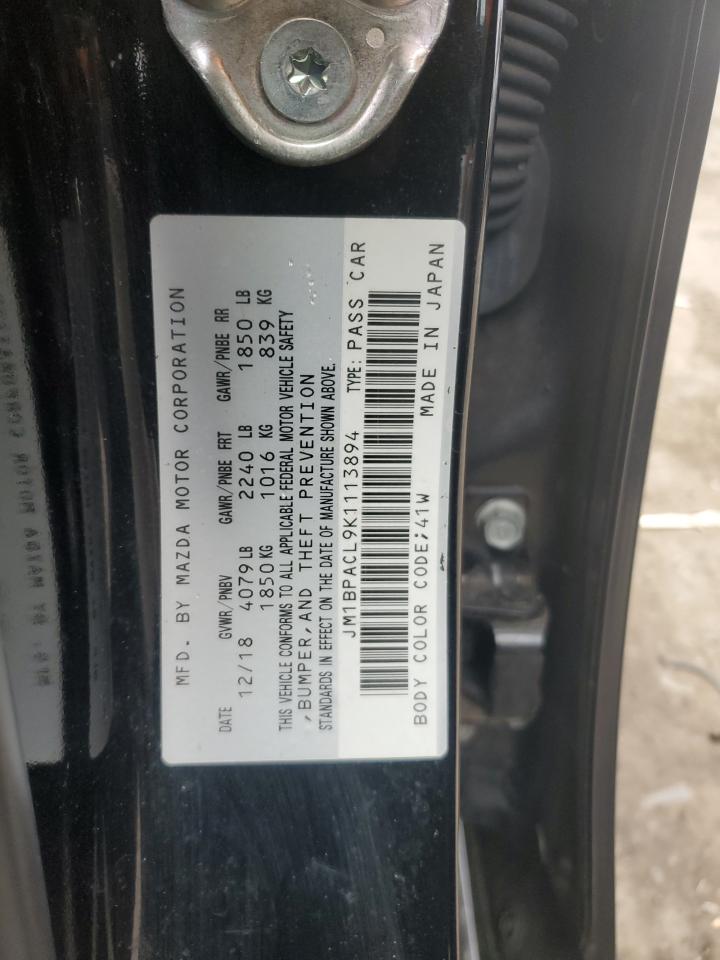 MFD. BY MAZDA MOTOR CORPORATION
DATE GVWR/PNBV GAWR/PNBE FRT GAWR/PNBE RR
12/18 4079 LB 2240 LB 1850 LB
1850 KG 1016 KG 839 KG
THIS VEHICLE CONFORMS TO ALL APPLICABLE FEDERAL MOTOR VEHICLE SAFETY
,BUMPER,AND THEFT PREVENTION
STANDARDS IN EFFECT ON THE DATE OF MANUFACTURE SHOWN ABOVE.
JM1BPACL9K1113894 TYPE: PASS CAR
BODY COLOR CODE;41W MADE IN JAPAN